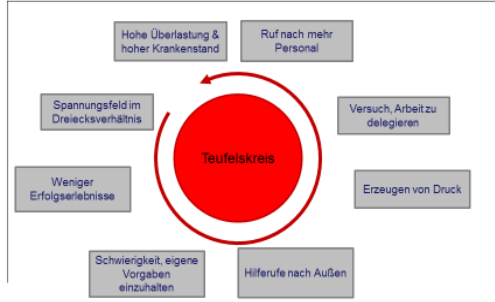 Hohe Überlastung &
hoher Krankenstand
Ruf nach mehr
Personal
Spannungsfeld im
Dreiecksverhältnis
Versuch, Arbeit zu
delegieren
Teufelskreis
Weniger
Erfolgserlebnisse
Erzeugen von Druck
Schwierigkeit, eigene
Vorgaben
einzuhalten
Hilferufe nach Außen